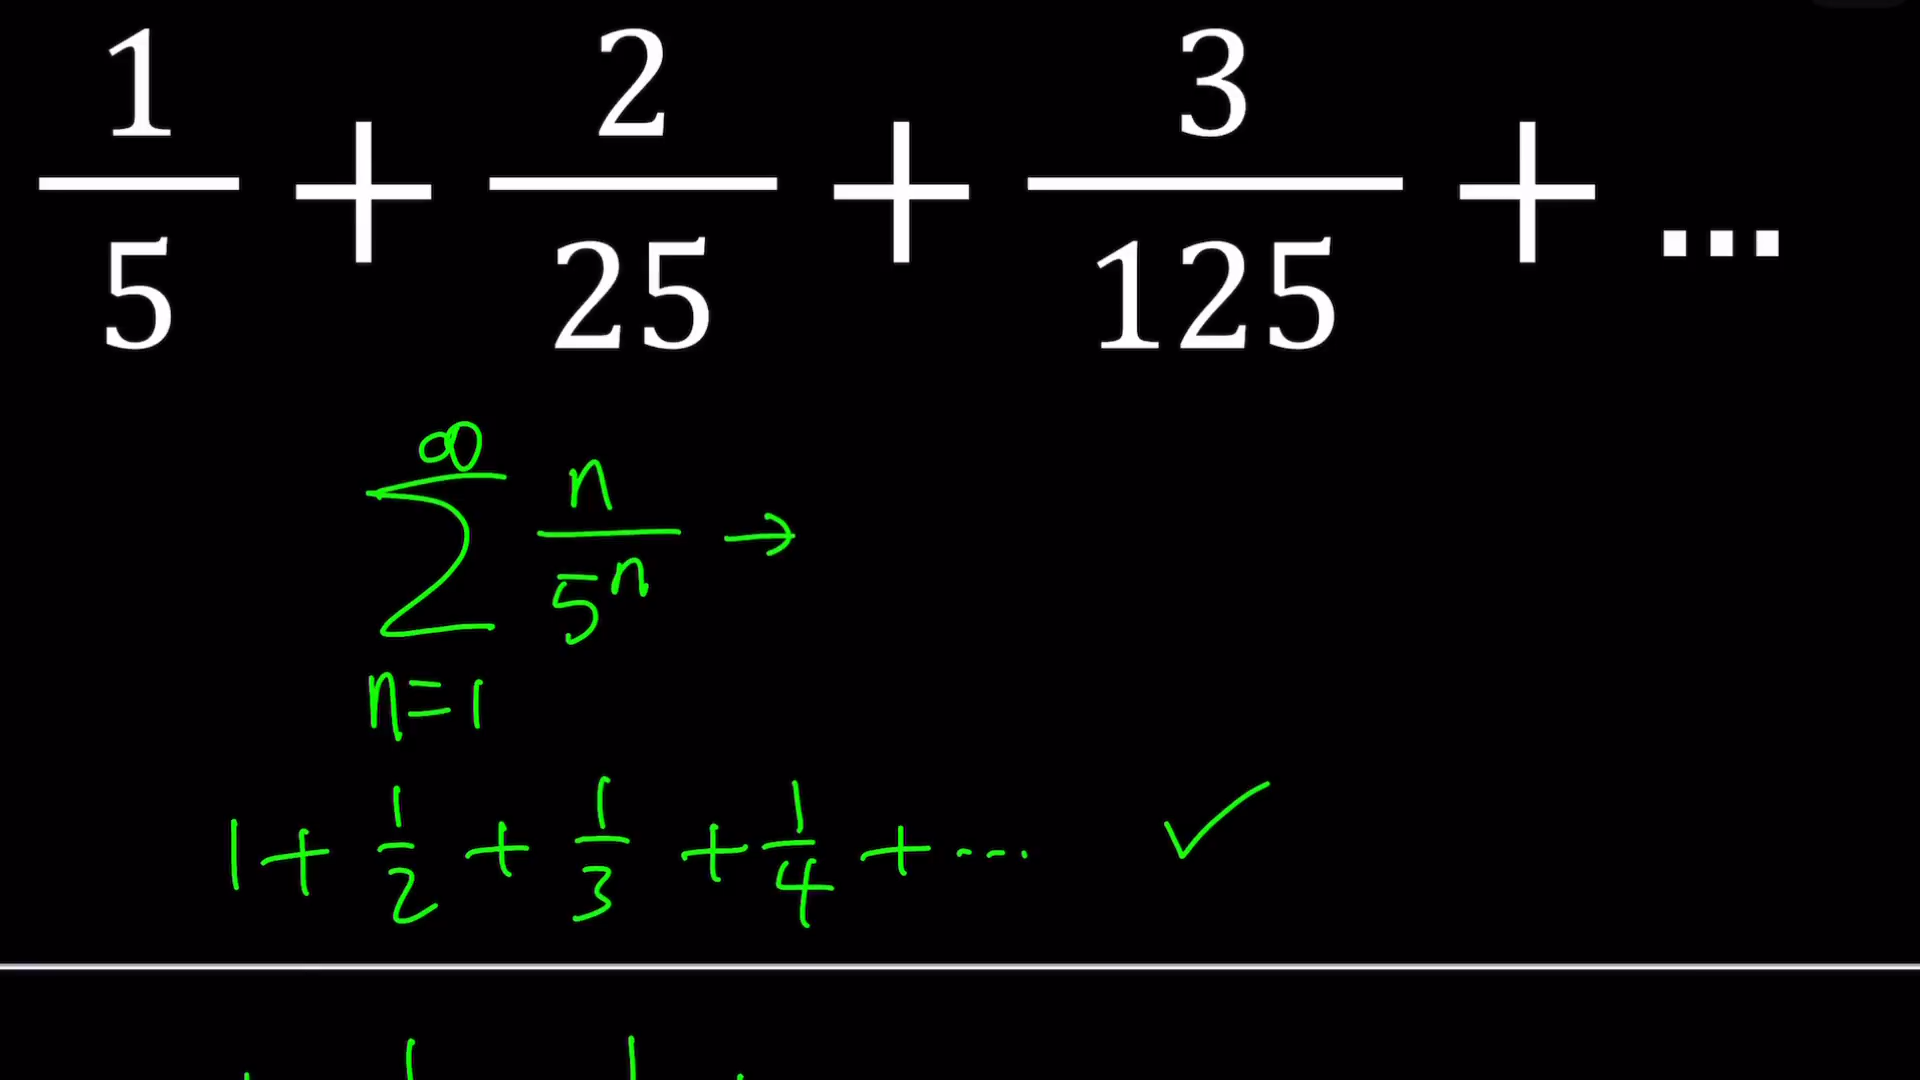 1/5 + 2/25 + 3/125 + ...
∞
∑ n/5ⁿ →
n=1
1 + 1/2 + 1/3 + 1/4 + ... ✓